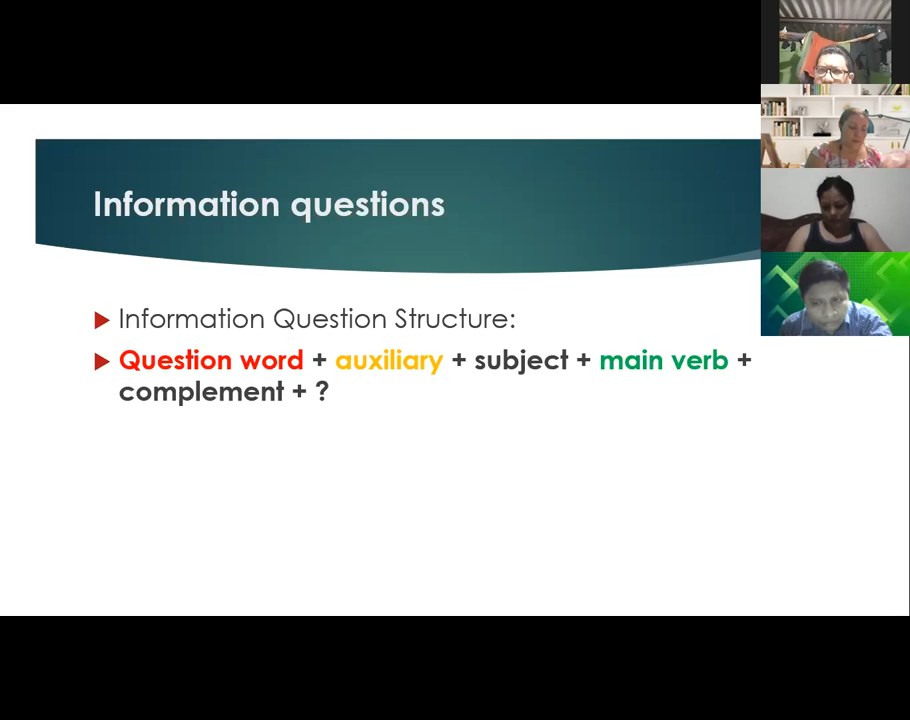 Information questions
Information Question Structure:
Question word + auxiliary + subject + main verb +
complement + ?